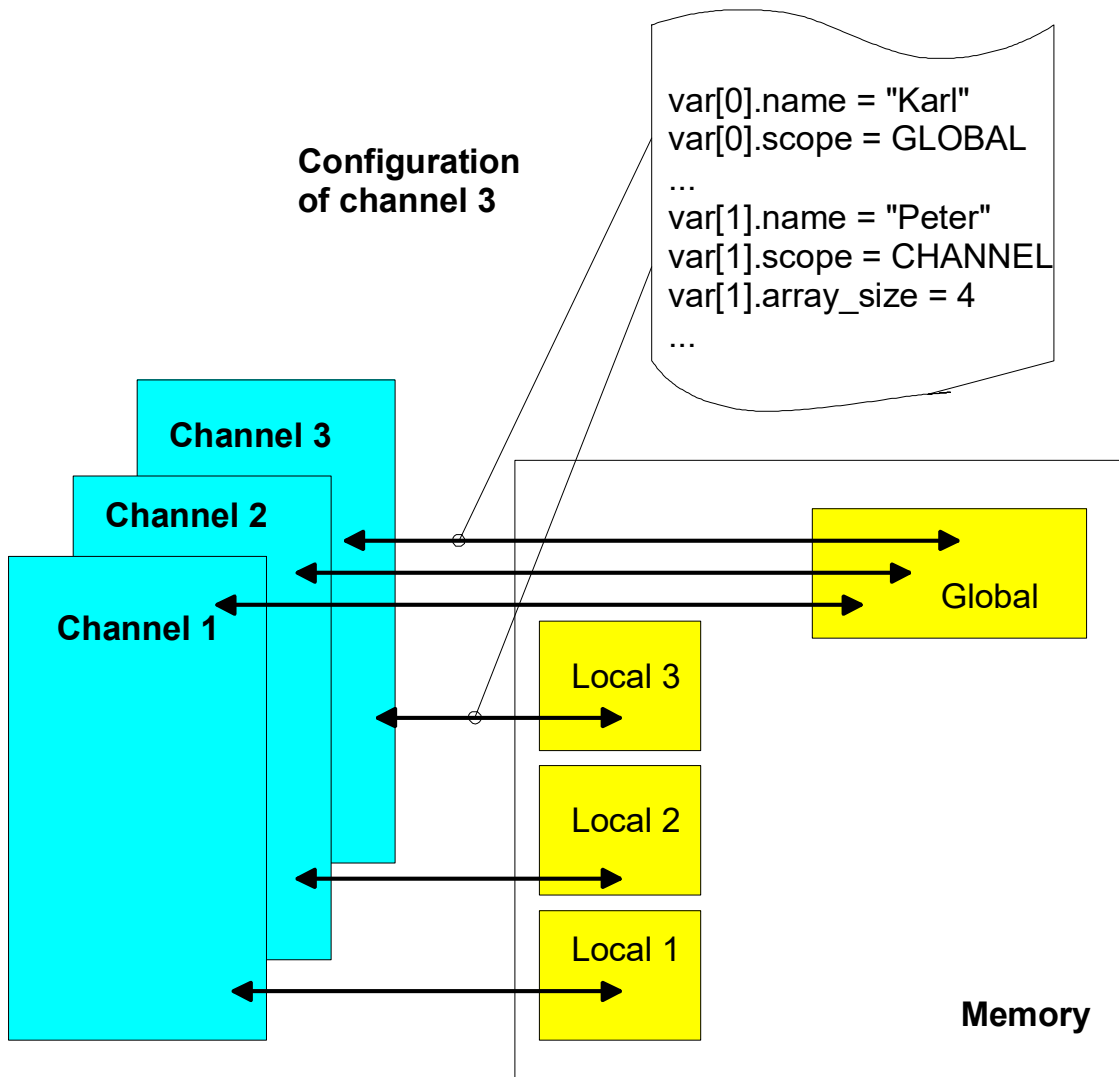 var[0].name = "Karl"
var[0].scope = GLOBAL
...
var[1].name = "Peter"
var[1].scope = CHANNEL
var[1].array_size = 4
...
Configuration
of channel 3
Channel 3
Channel 2
Channel 1
Global
Local 3
Local 2
Local 1
Memory